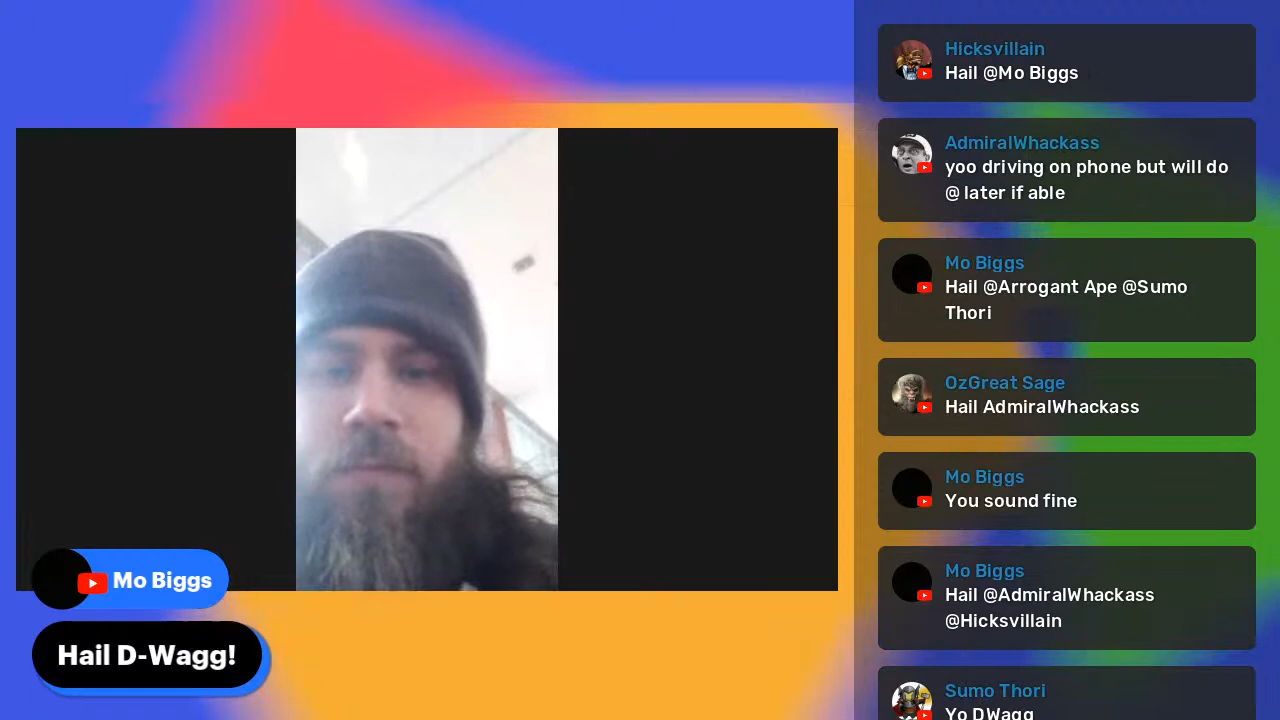 Hicksvillain
Hail @Mo Biggs
AdmiralWhackass
yoo driving on phone but will do
@ later if able
Mo Biggs
Hail @Arrogant Ape @Sumo
Thori
OzGreat Sage
Hail AdmiralWhackass
Mo Biggs
You sound fine
Mo Biggs
Hail @AdmiralWhackass
@Hicksvillain
Sumo Thori
Yo DWagg
Mo Biggs
Hail D-Wagg!